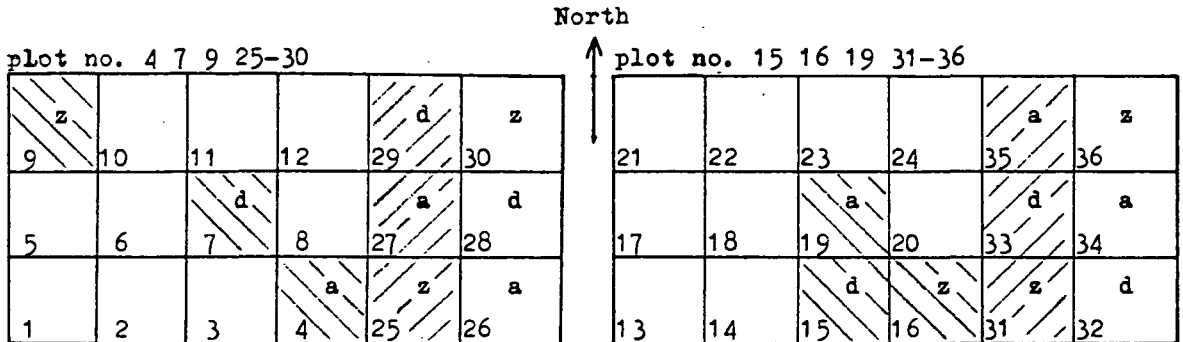 North
plot no. 4 7 9 25-30
plot no. 15 16 19 31-36
z d z
9 10 11 12 29 30
a z
21 22 23 24 35 36
d a d
5 6 7 8 27 28
a d a
17 18 19 20 33 34
a z a
1 2 3 4 25 26
d z z d
13 14 15 16 31 32